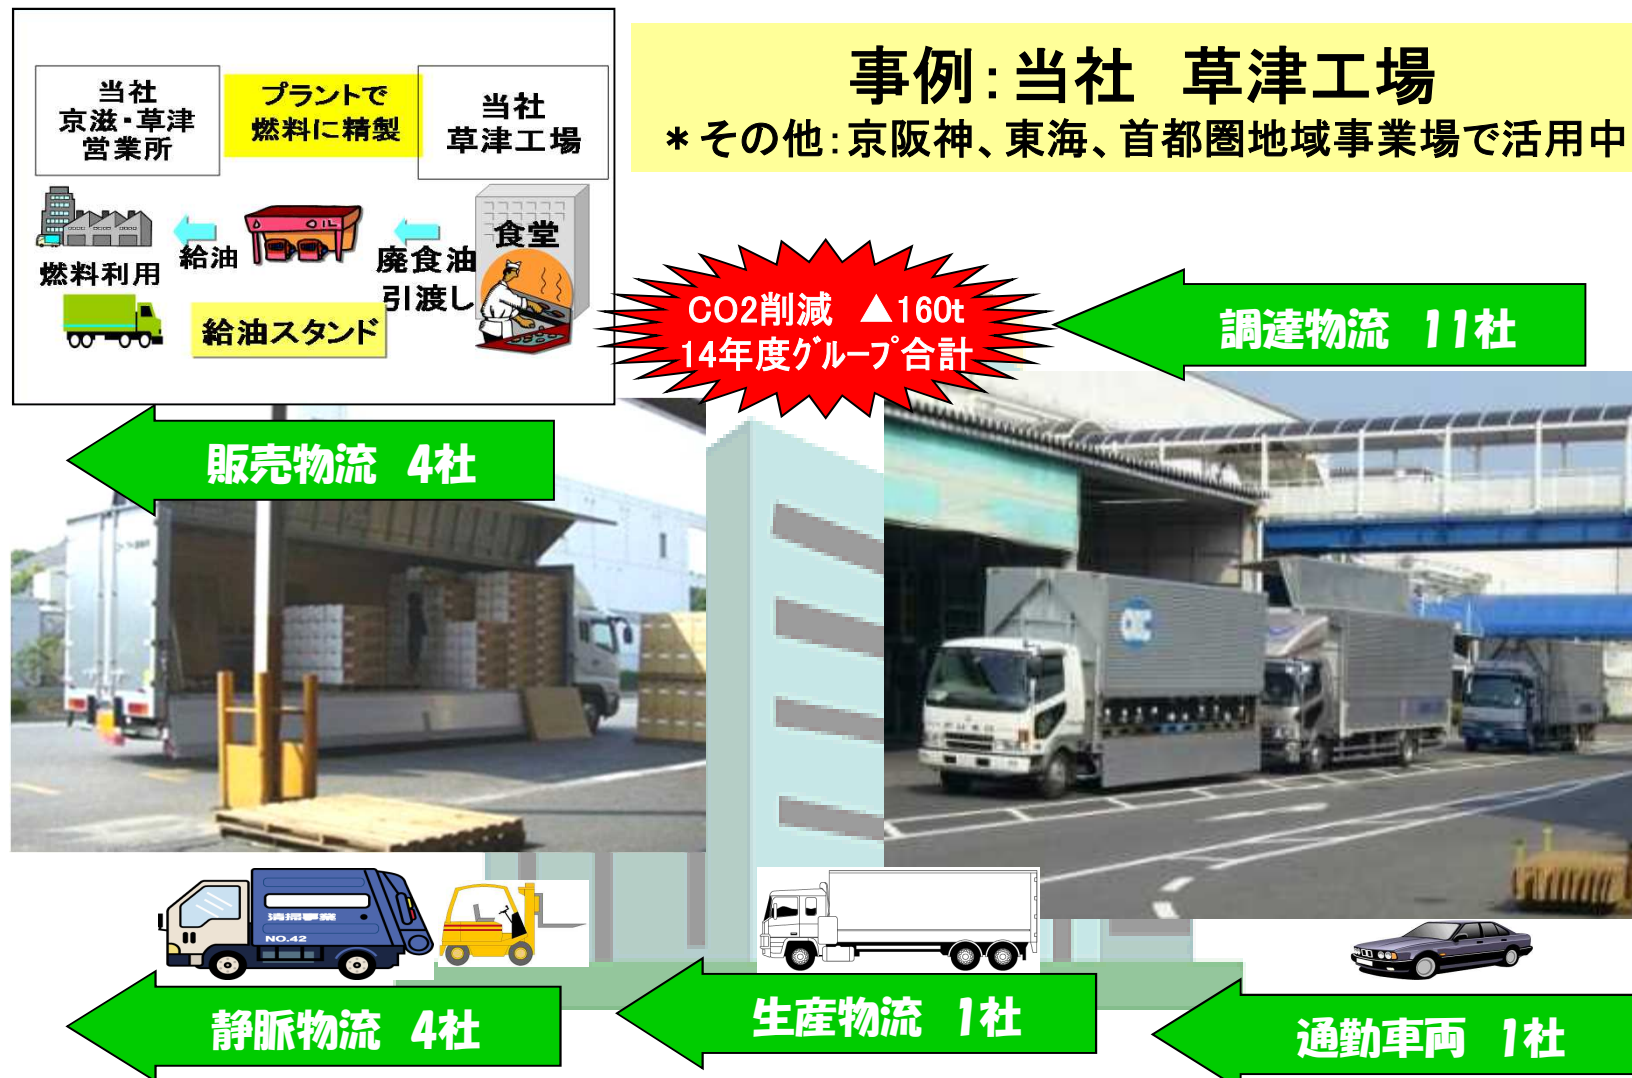 事例：当社　草津工場
＊その他：京阪神、東海、首都圏地域事業場で活用中
当社
京滋・草津
営業所
プラントで
燃料に精製
当社
草津工場
食堂
給油
廃食油
引渡し
OIL
燃料利用
給油スタンド
CO2削減　▲160t
14年度グループ合計
調達物流　11社
販売物流　4社
清掃事業
NO.42
静脈物流　4社
生産物流　1社
通勤車両　1社